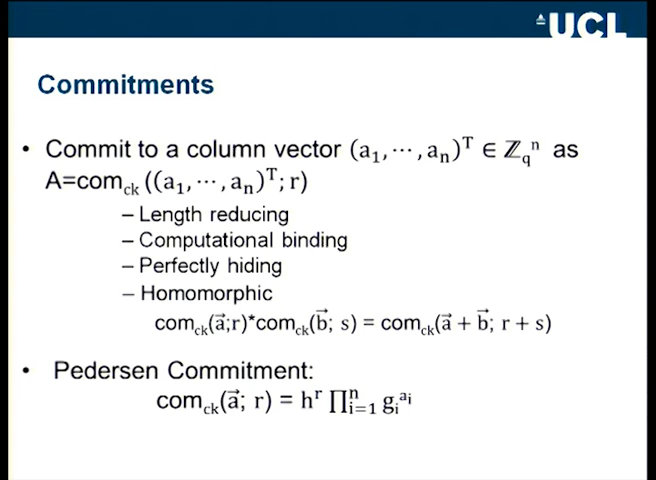 UCL
Commitments
• Commit to a column vector (a₁, ⋯ , aₙ)ᵀ ∈ ℤqⁿ as
A=com_ck ((a₁, ⋯ , aₙ)ᵀ; r)
– Length reducing
– Computational binding
– Perfectly hiding
– Homomorphic
com_ck(a⃗;r)*com_ck(b⃗; s) = com_ck(a⃗ + b⃗; r + s)
• Pedersen Commitment:
com_ck(a⃗; r) = hʳ ∏ⁿᵢ₌₁ gᵢ^aᵢ